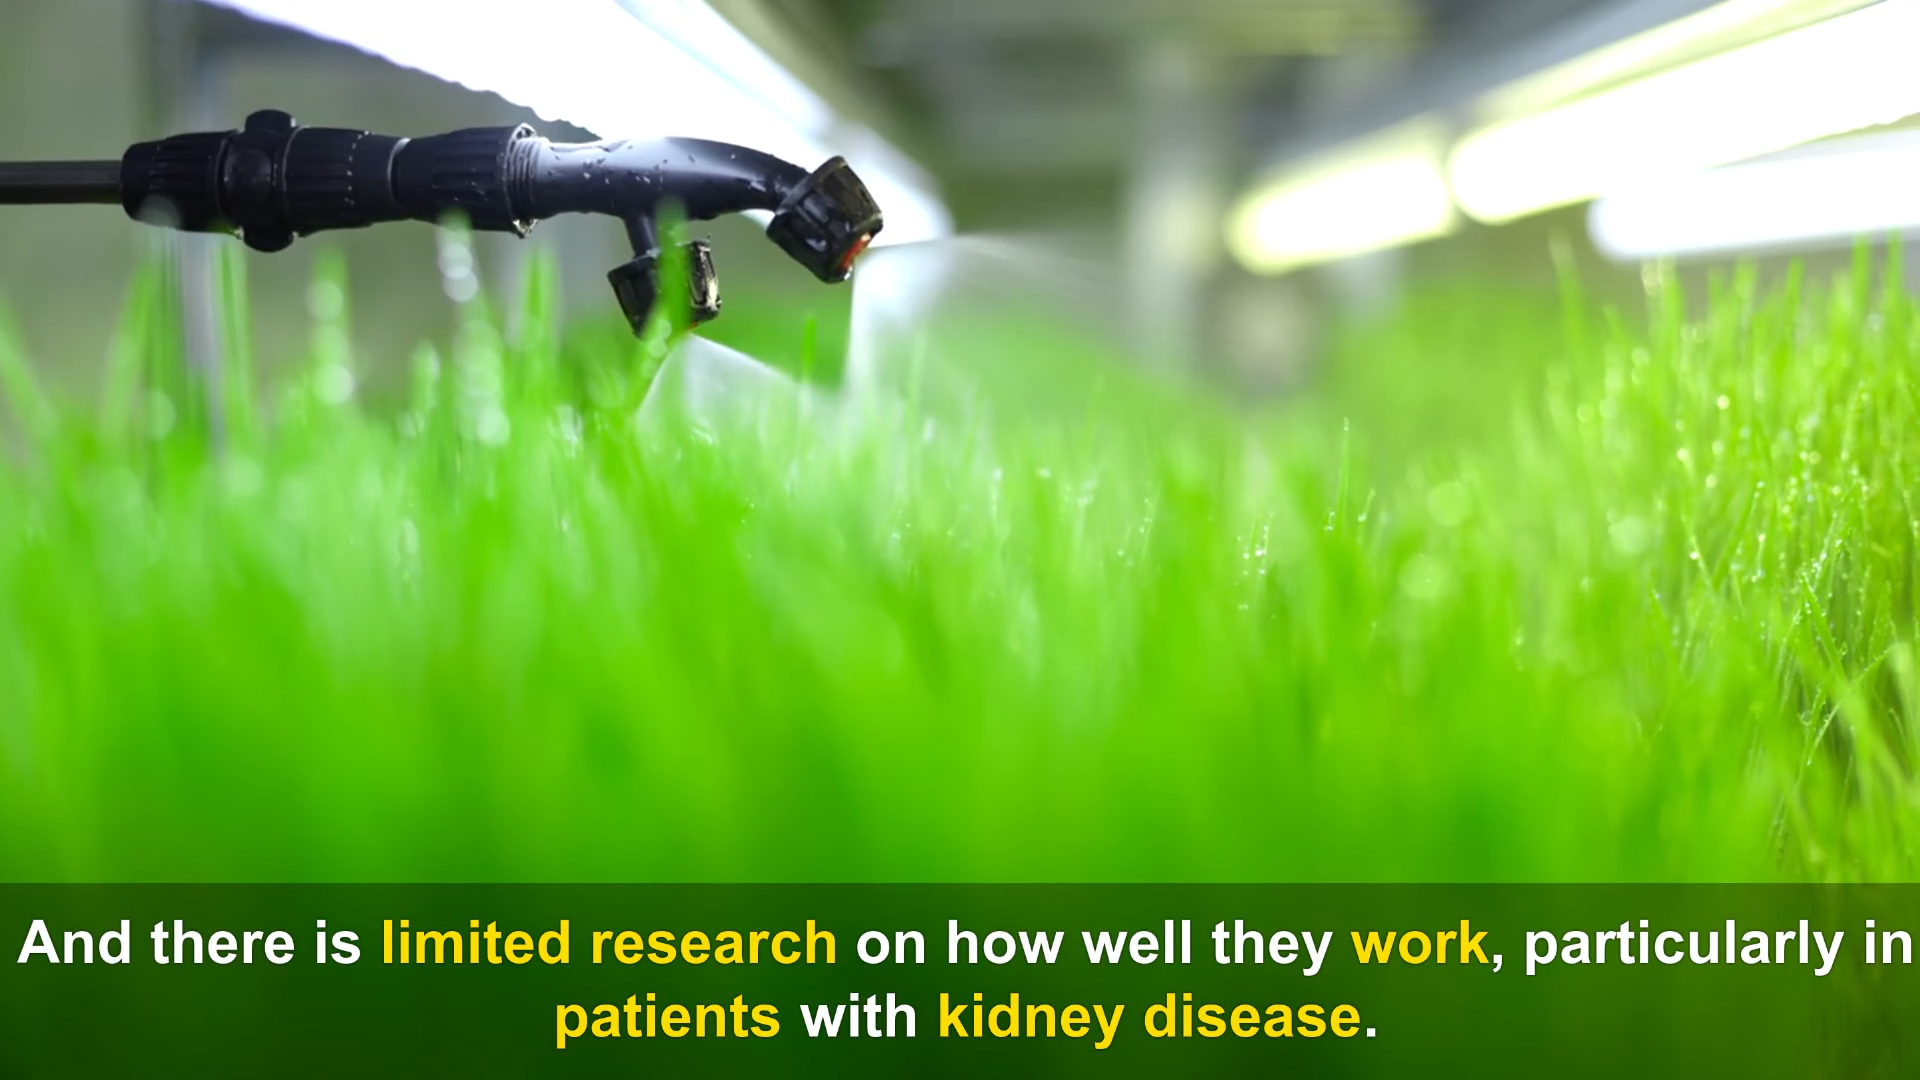 And there is limited research on how well they work, particularly in
patients with kidney disease.